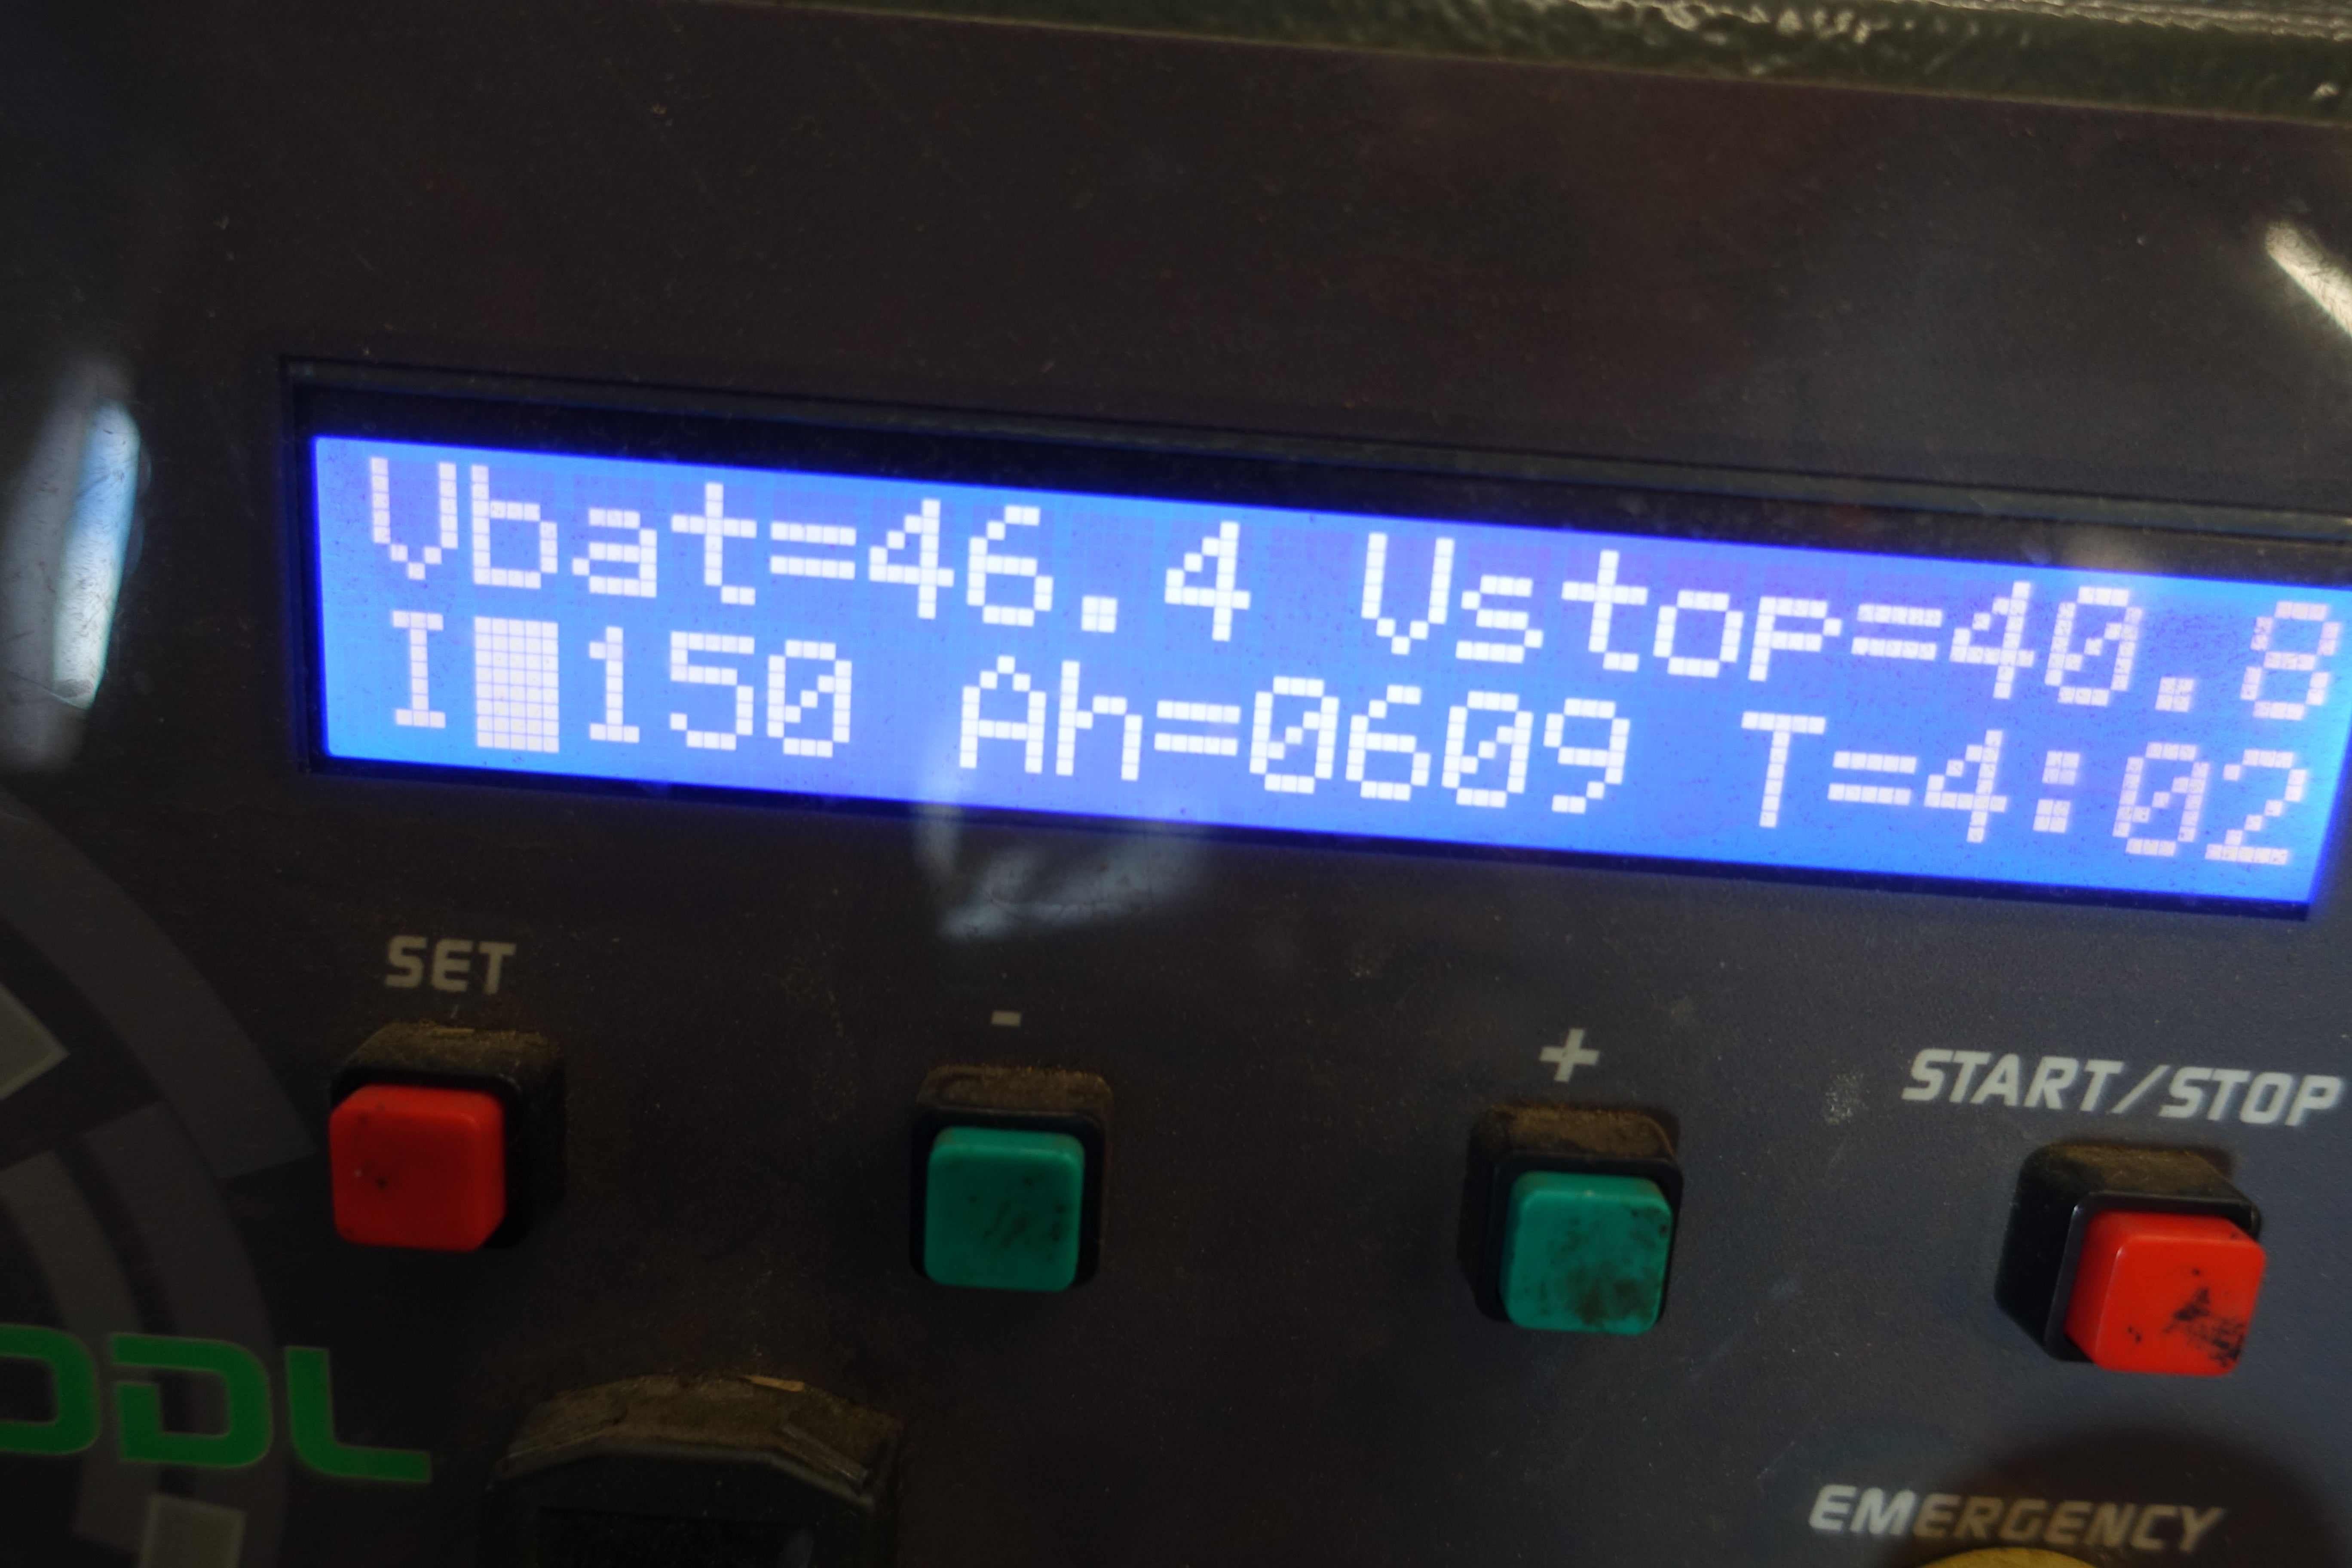 Vbat=46.4 Vstop=40.8
I█150 Ah=0609 T=4:02
SET
-
+
START/STOP
EMERGENCY